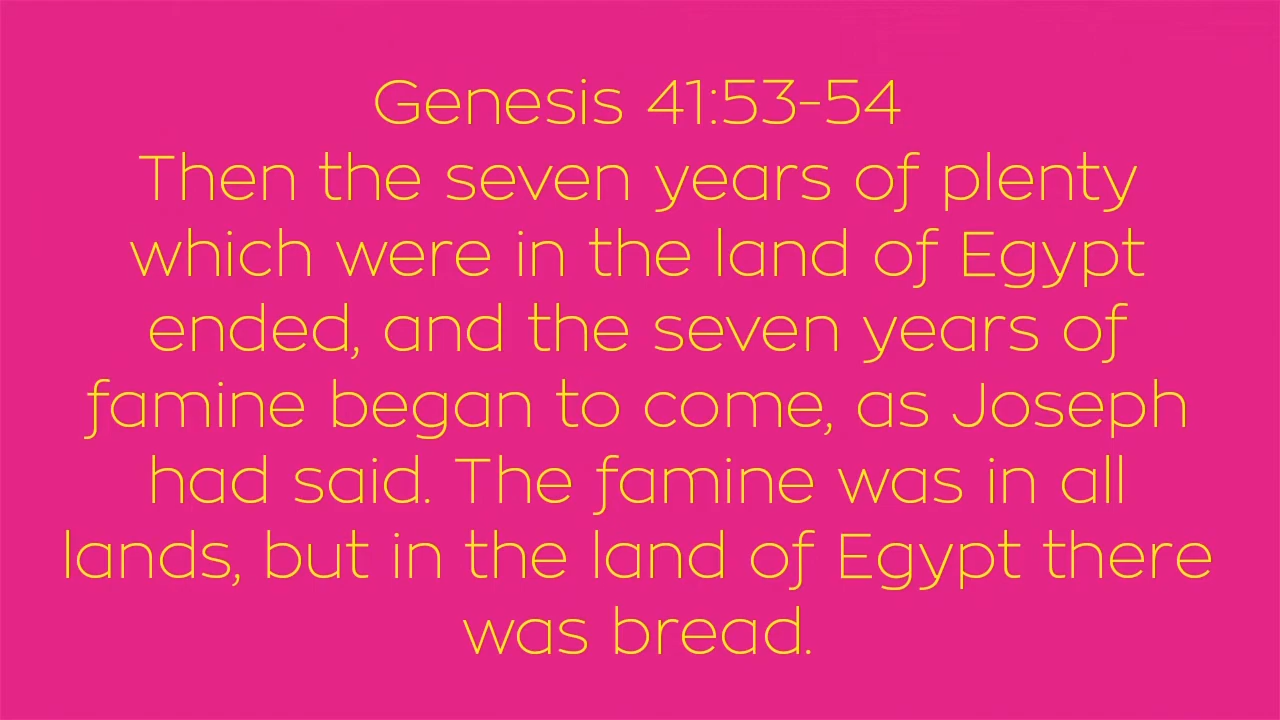 Genesis 41:53-54
Then the seven years of plenty
which were in the land of Egypt
ended, and the seven years of
famine began to come, as Joseph
had said. The famine was in all
lands, but in the land of Egypt there
was bread.